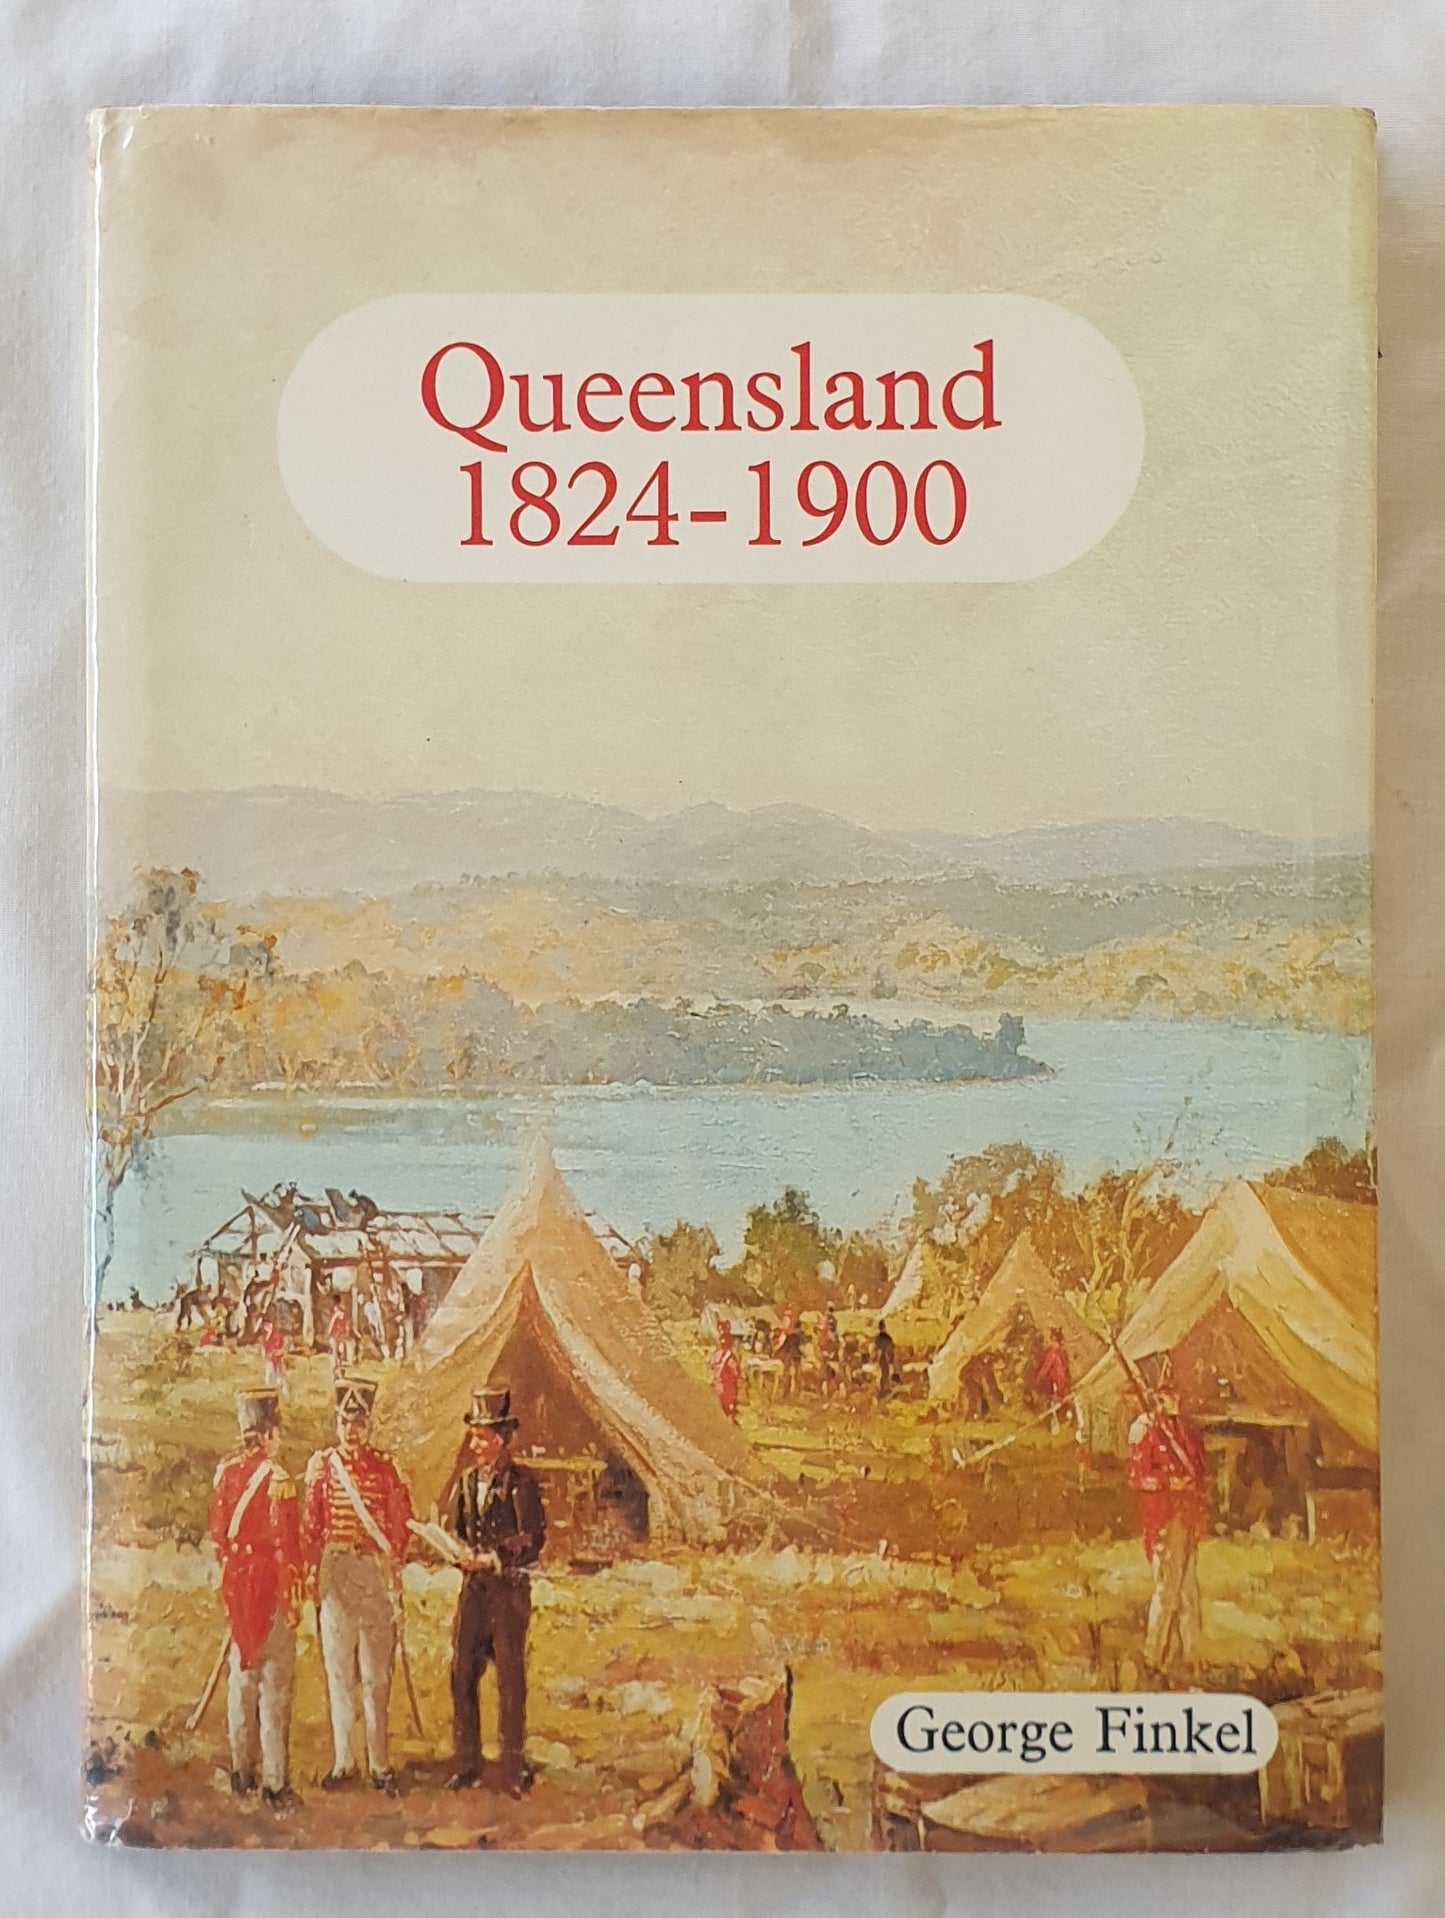 Queensland
1824-1900
George Finkel